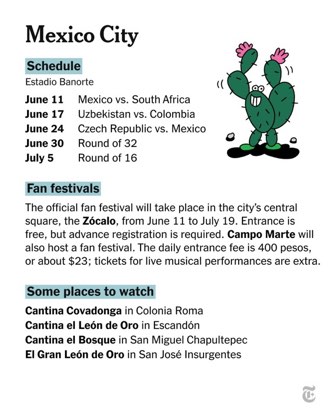 Mexico City
Schedule
Estadio Banorte
June 11 Mexico vs. South Africa
June 17 Uzbekistan vs. Colombia
June 24 Czech Republic vs. Mexico
June 30 Round of 32
July 5 Round of 16
Fan festivals
The official fan festival will take place in the city’s central
square, the Zócalo, from June 11 to July 19. Entrance is
free, but advance registration is required. Campo Marte will
also host a fan festival. The daily entrance fee is 400 pesos,
or about $23; tickets for live musical performances are extra.
Some places to watch
Cantina Covadonga in Colonia Roma
Cantina el León de Oro in Escandón
Cantina el Bosque in San Miguel Chapultepec
El Gran León de Oro in San José Insurgentes
T